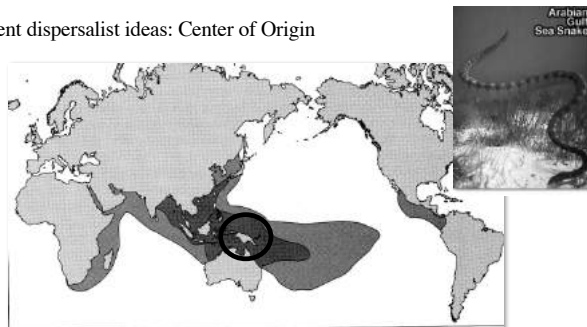 ent dispersalist ideas: Center of Origin
Arabian
Gulf
Sea Snake